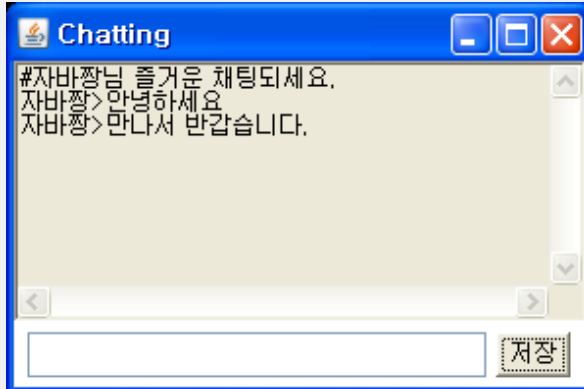 Chatting
#자바짱님 즐거운 채팅되세요.
자바짱>안녕하세요
자바짱>만나서 반갑습니다.
저장